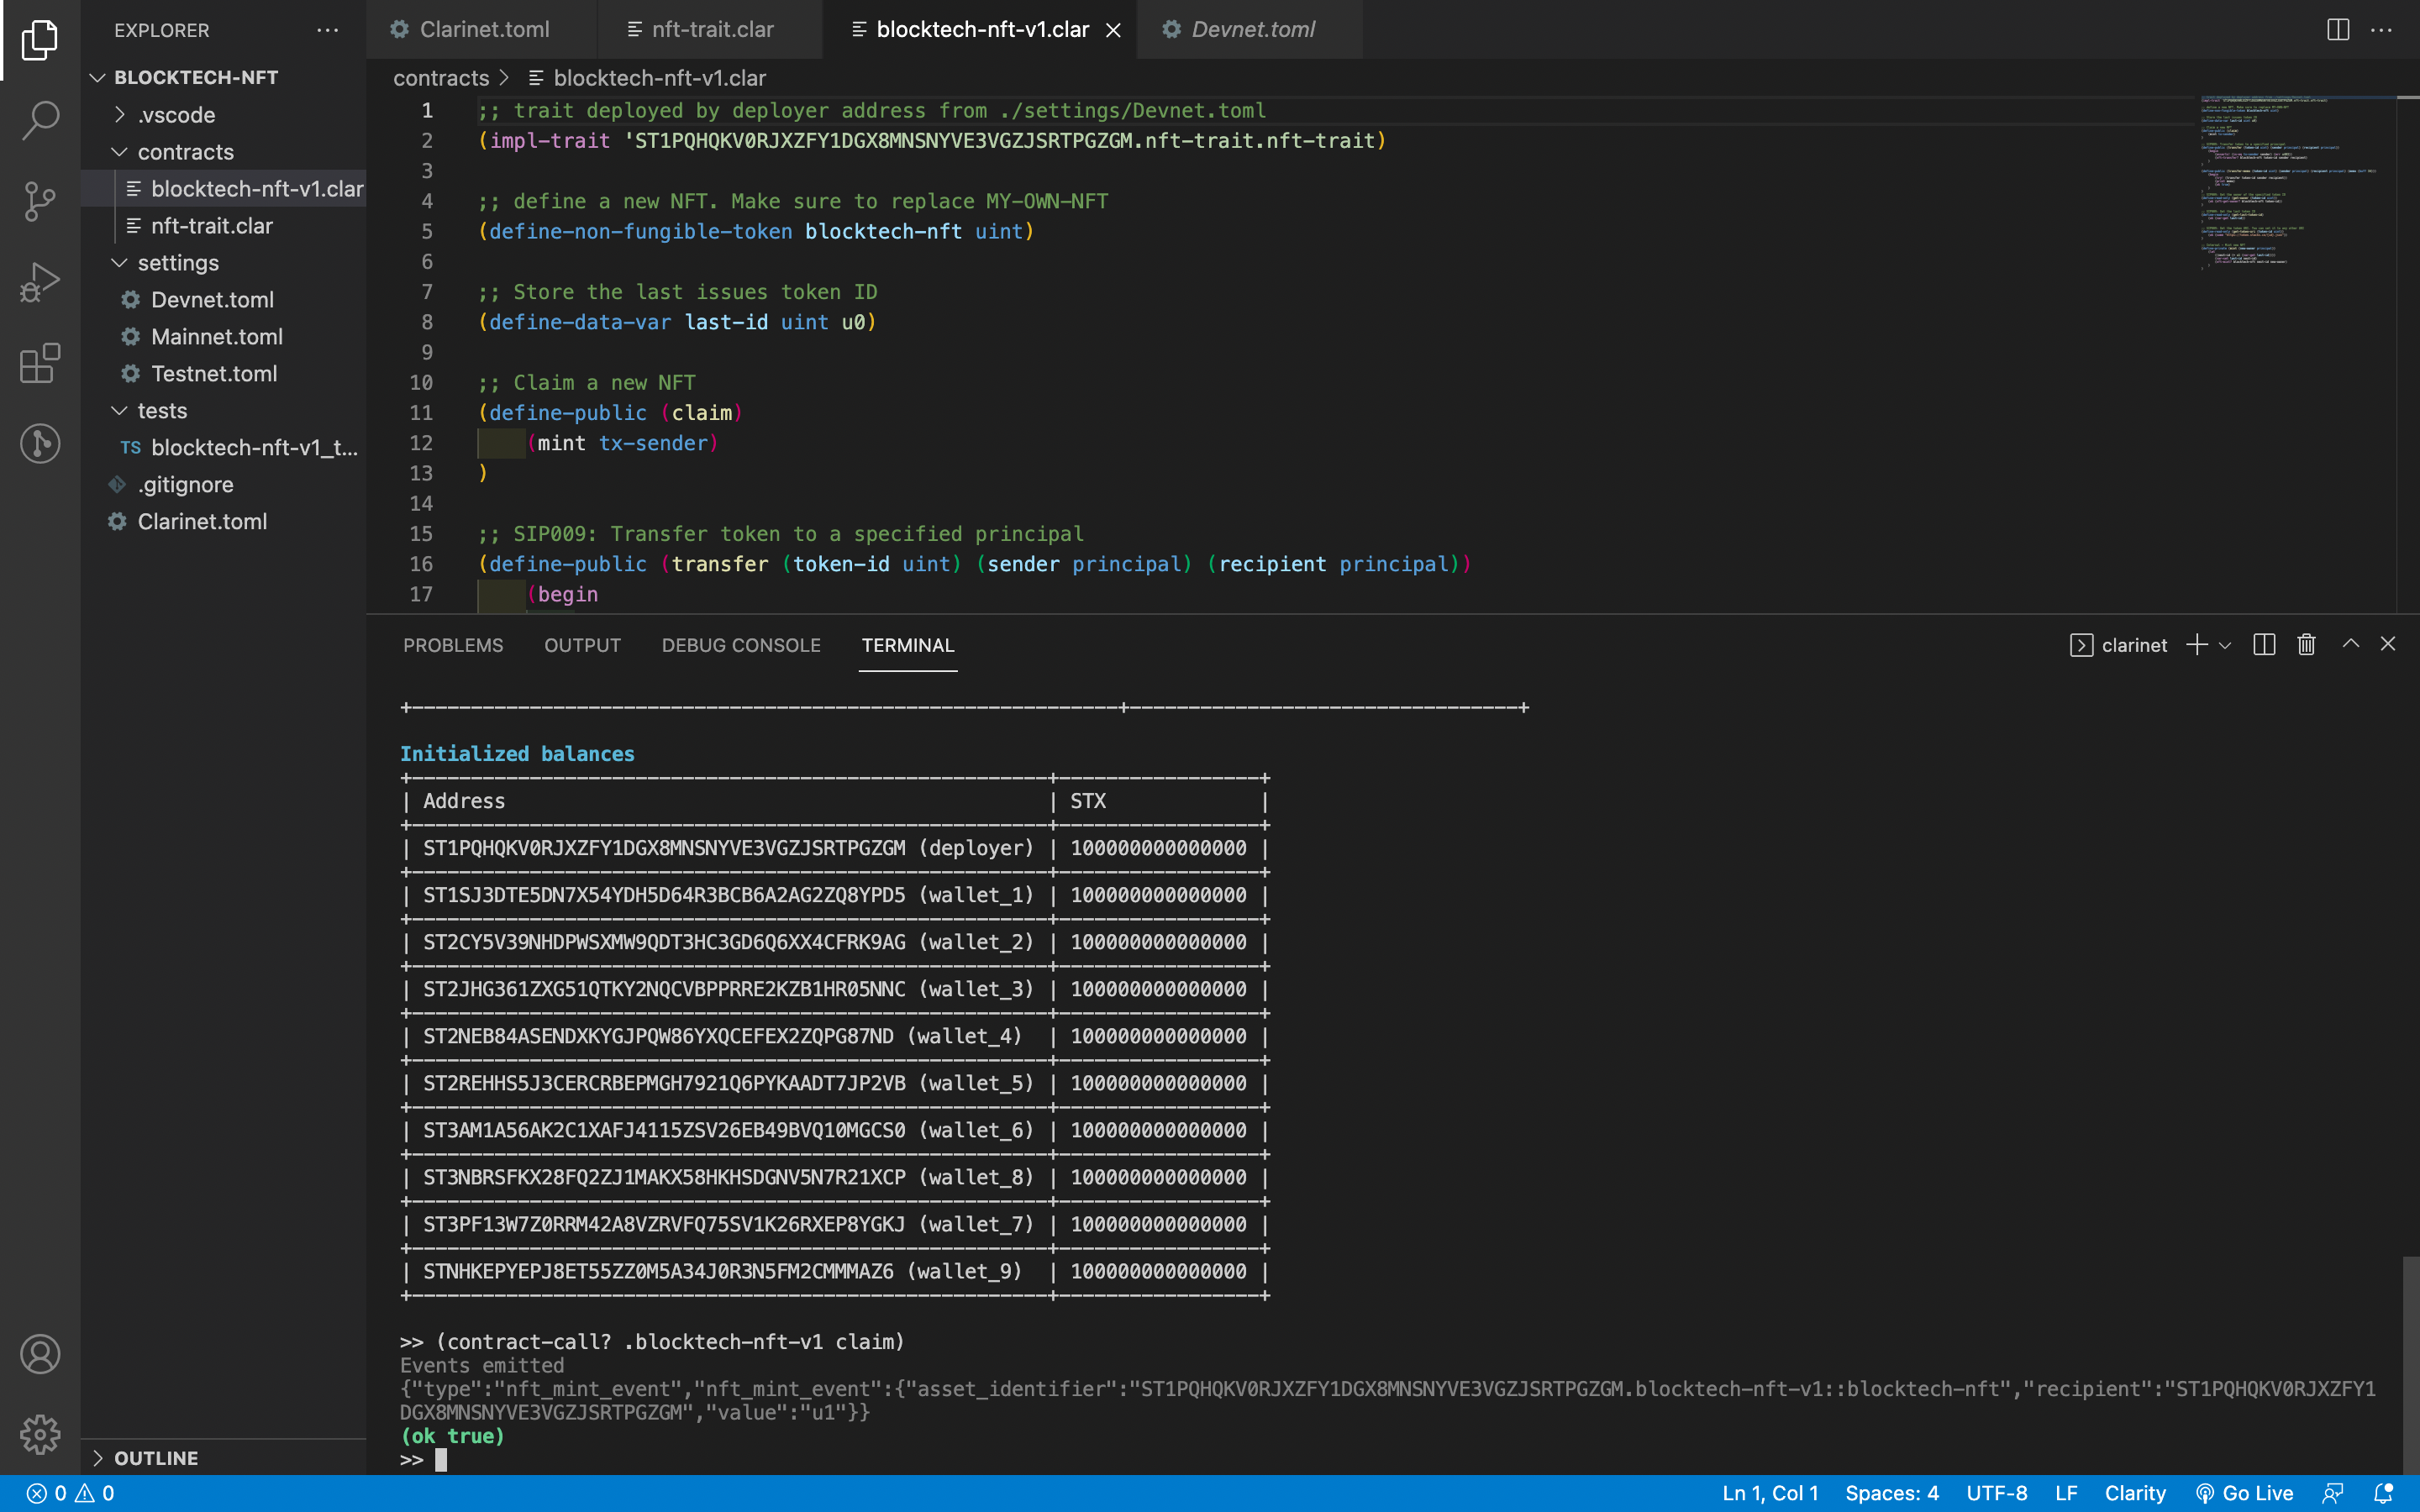 EXPLORER
BLOCKTECH-NFT
.vscode
contracts
blocktech-nft-v1.clar
nft-trait.clar
settings
Devnet.toml
Mainnet.toml
Testnet.toml
tests
TS blocktech-nft-v1_t...
.gitignore
Clarinet.toml
OUTLINE
Clarinet.toml nft-trait.clar blocktech-nft-v1.clar Devnet.toml
contracts > blocktech-nft-v1.clar
1 ;; trait deployed by deployer address from ./settings/Devnet.toml
2 (impl-trait 'ST1PQHQKV0RJXZFY1DGX8MNSNYVE3VGZJSRTPGZGM.nft-trait.nft-trait)
3
4 ;; define a new NFT. Make sure to replace MY-OWN-NFT
5 (define-non-fungible-token blocktech-nft uint)
6
7 ;; Store the last issues token ID
8 (define-data-var last-id uint u0)
9
10 ;; Claim a new NFT
11 (define-public (claim)
12 (mint tx-sender)
13 )
14
15 ;; SIP009: Transfer token to a specified principal
16 (define-public (transfer (token-id uint) (sender principal) (recipient principal))
17 (begin
PROBLEMS OUTPUT DEBUG CONSOLE TERMINAL clarinet
Initialized balances
| Address | STX |
| ST1PQHQKV0RJXZFY1DGX8MNSNYVE3VGZJSRTPGZGM (deployer) | 100000000000000 |
| ST1SJ3DTE5DN7X54YDH5D64R3BCB6A2AG2ZQ8YPD5 (wallet_1) | 100000000000000 |
| ST2CY5V39NHDPWSXMW9QDT3HC3GD6Q6XX4CFRK9AG (wallet_2) | 100000000000000 |
| ST2JHG361ZXG51QTKY2NQCVBPPRRE2KZB1HR05NNC (wallet_3) | 100000000000000 |
| ST2NEB84ASENDXKYGJPQW86YXQCEFEX2ZQPG87ND (wallet_4) | 100000000000000 |
| ST2REHHS5J3CERCRBEPMGH7921Q6PYKAADT7JP2VB (wallet_5) | 100000000000000 |
| ST3AM1A56AK2C1XAFJ4115ZSV26EB49BVQ10MGCS0 (wallet_6) | 100000000000000 |
| ST3NBRSFKX28FQ2ZJ1MAKX58HKHSDGNV5N7R21XCP (wallet_8) | 100000000000000 |
| ST3PF13W7Z0RRM42A8VZRVFQ75SV1K26RXEP8YGKJ (wallet_7) | 100000000000000 |
| STNHKEPYEPJ8ET55ZZ0M5A34J0R3N5FM2CMMMAZ6 (wallet_9) | 100000000000000 |
>> (contract-call? .blocktech-nft-v1 claim)
Events emitted
{"type":"nft_mint_event","nft_mint_event":{"asset_identifier":"ST1PQHQKV0RJXZFY1DGX8MNSNYVE3VGZJSRTPGZGM.blocktech-nft-v1::blocktech-nft","recipient":"ST1PQHQKV0RJXZFY1
DGX8MNSNYVE3VGZJSRTPGZGM","value":"u1"}}
(ok true)
>>
0 0 Ln 1, Col 1 Spaces: 4 UTF-8 LF Clarity Go Live